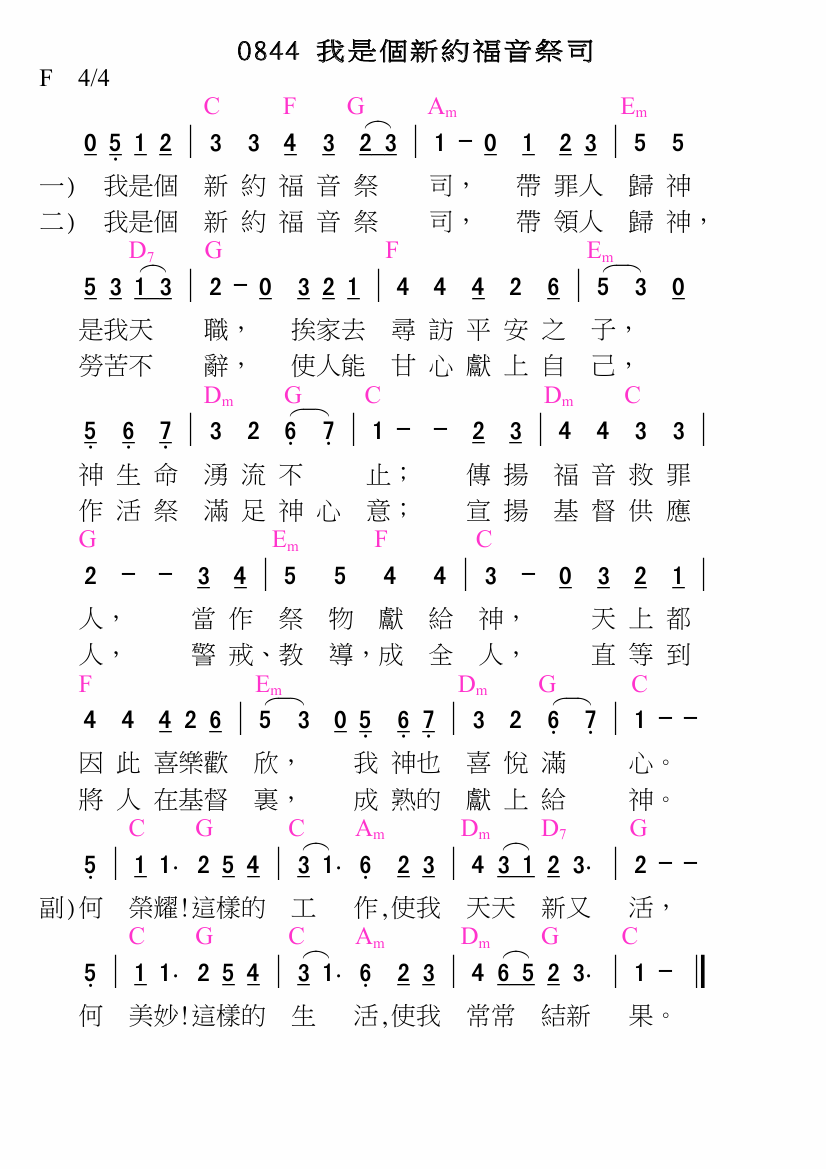 0844 我是個新約福音祭司
F 4/4
C F G Am Em
0 5 1 2 | 3 3 4 3 2 3 | 1 - 0 1 2 3 | 5 5
一) 我是個 新約福音祭 司， 帶罪人 歸神
二) 我是個 新約福音祭 司， 帶領人 歸神，
D7 G F Em
5 3 1 3 | 2 - 0 3 2 1 | 4 4 4 2 6 | 5 3 0
是我天 職， 挨家去 尋訪平安之 子，
勞苦不 辭， 使人能 甘心獻上自 己，
Dm G C Dm C
5 6 7 | 3 2 6 7 | 1 - - 2 3 | 4 4 3 3 |
神生命 湧流不 止； 傳揚 福音救罪
作活祭 滿足神心 意； 宣揚 基督供應
G Em F C
2 - - 3 4 | 5 5 4 4 | 3 - 0 3 2 1 |
人， 當作 祭物獻給 神， 天上都
人， 警戒、教導，成全 人， 直等到
F Em Dm G C
4 4 4 2 6 | 5 3 0 5 6 7 | 3 2 6 7 | 1 - -
因此喜樂歡 欣， 我神也 喜悅滿 心。
將人在基督 裏， 成熟的 獻上給 神。
C G C Am Dm D7 G
5 | 1 1. 2 5 4 | 3 1. 6 2 3 | 4 3 1 2 3. | 2 - -
副)何 榮耀!這樣的 工 作,使我 天天 新又 活，
C G C Am Dm G C
5 | 1 1. 2 5 4 | 3 1. 6 2 3 | 4 6 5 2 3. | 1 - ‖
何 美妙!這樣的 生 活,使我 常常 結新 果。